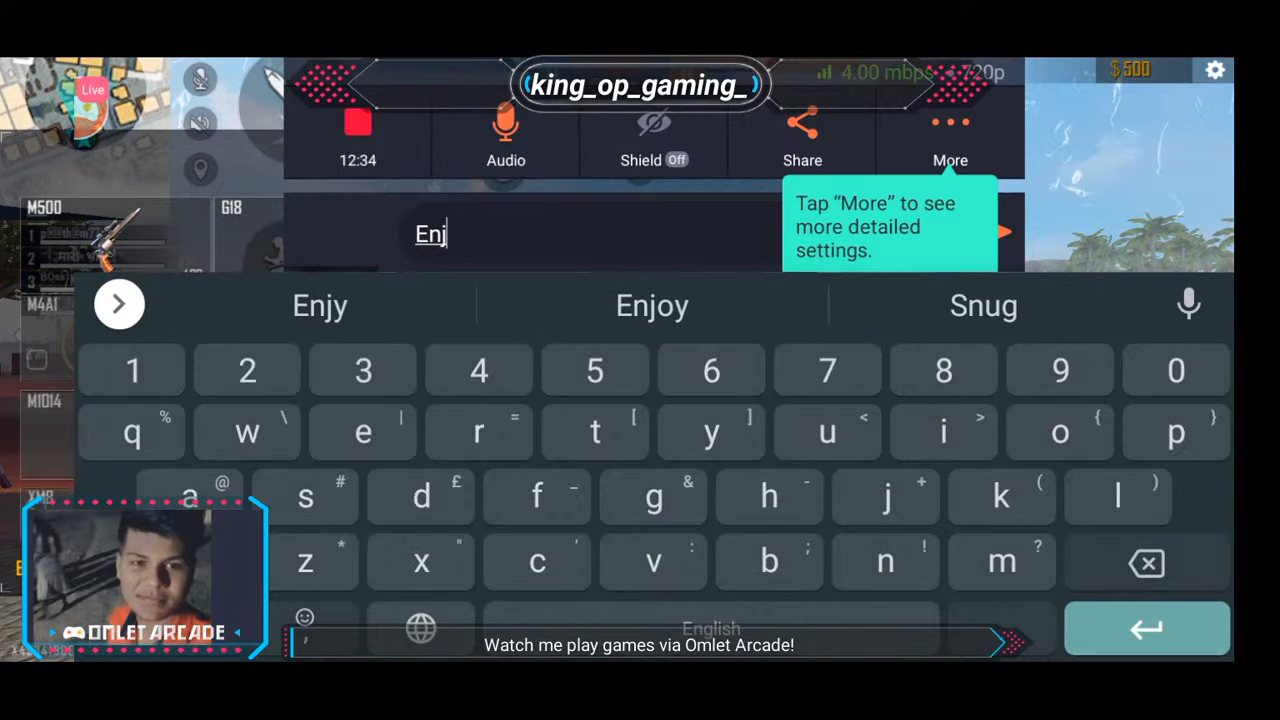 Live
king_op_gaming_
4.00 mbps
720p
$500
12:34
Audio
Shield Off
Share
More
M500
G18
Enj
Tap “More” to see
more detailed
settings.
M4A1
M1014
Enjy
Enjoy
Snug
1 2 3 4 5 6 7 8 9 0
q % w \ e | r = t [ y ] u < i > o { p }
a @ s # d £ f _ g & h - j + k ( l )
z * x " c ' v : b ; n ! m ?
English
OMLET ARCADE
Watch me play games via Omlet Arcade!